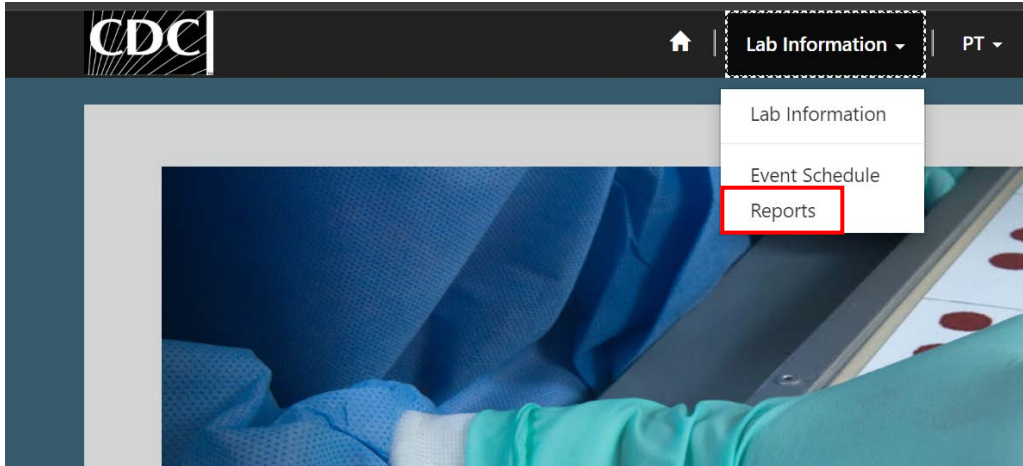 CDC
Lab Information
PT
Lab Information
Event Schedule
Reports